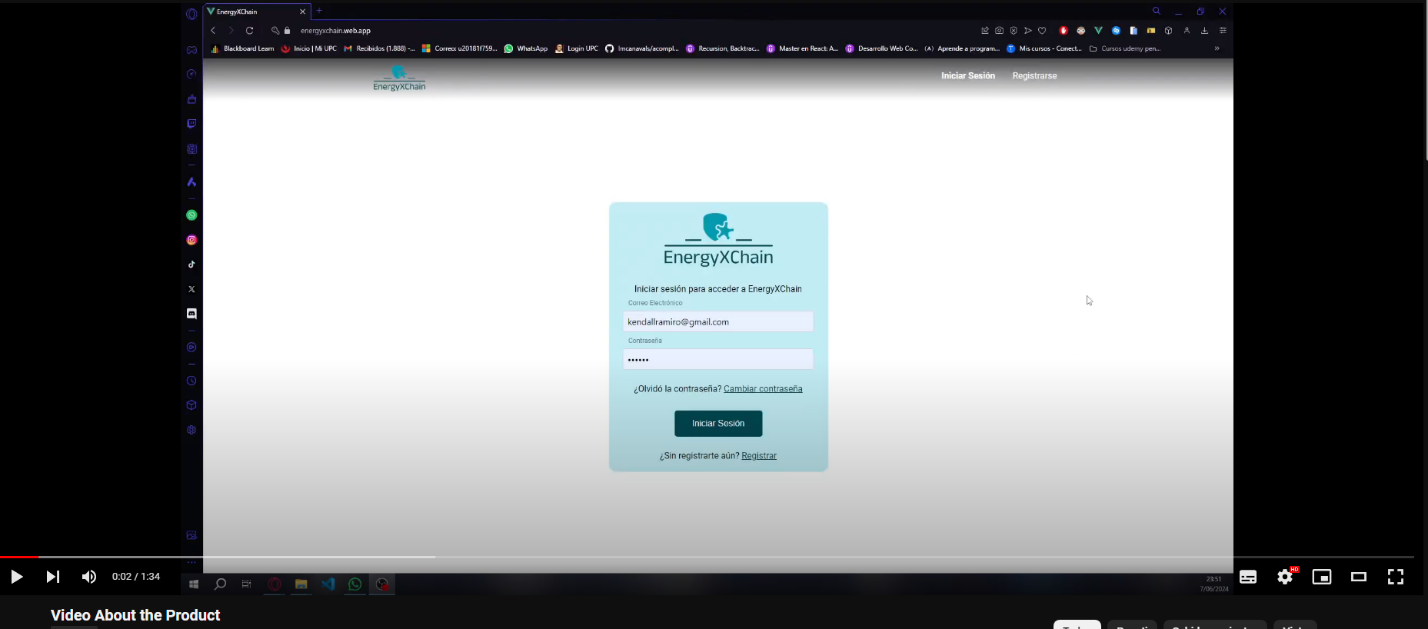 EnergyXChain
energyxchain.web.app
Blackboard Learn Inicio | Mi UPC Recibidos (1,888) -... Correo: u20181f759... WhatsApp Login UPC lmcanavals/acompl... Recursion, Backtrac... Master en React: A... Desarrollo Web Co... (A) Aprende a program... Mis cursos - Conect... Cursos udemy pen...
EnergyXChain
Iniciar Sesión Registrarse
EnergyXChain
Iniciar sesión para acceder a EnergyXChain
Correo Electrónico
kendallramiro@gmail.com
Contraseña
••••••
¿Olvidó la contraseña? Cambiar contraseña
Iniciar Sesión
¿Sin registrarte aún? Registrar
0:02 / 1:34
HD
23:51
7/06/2024
Video About the Product